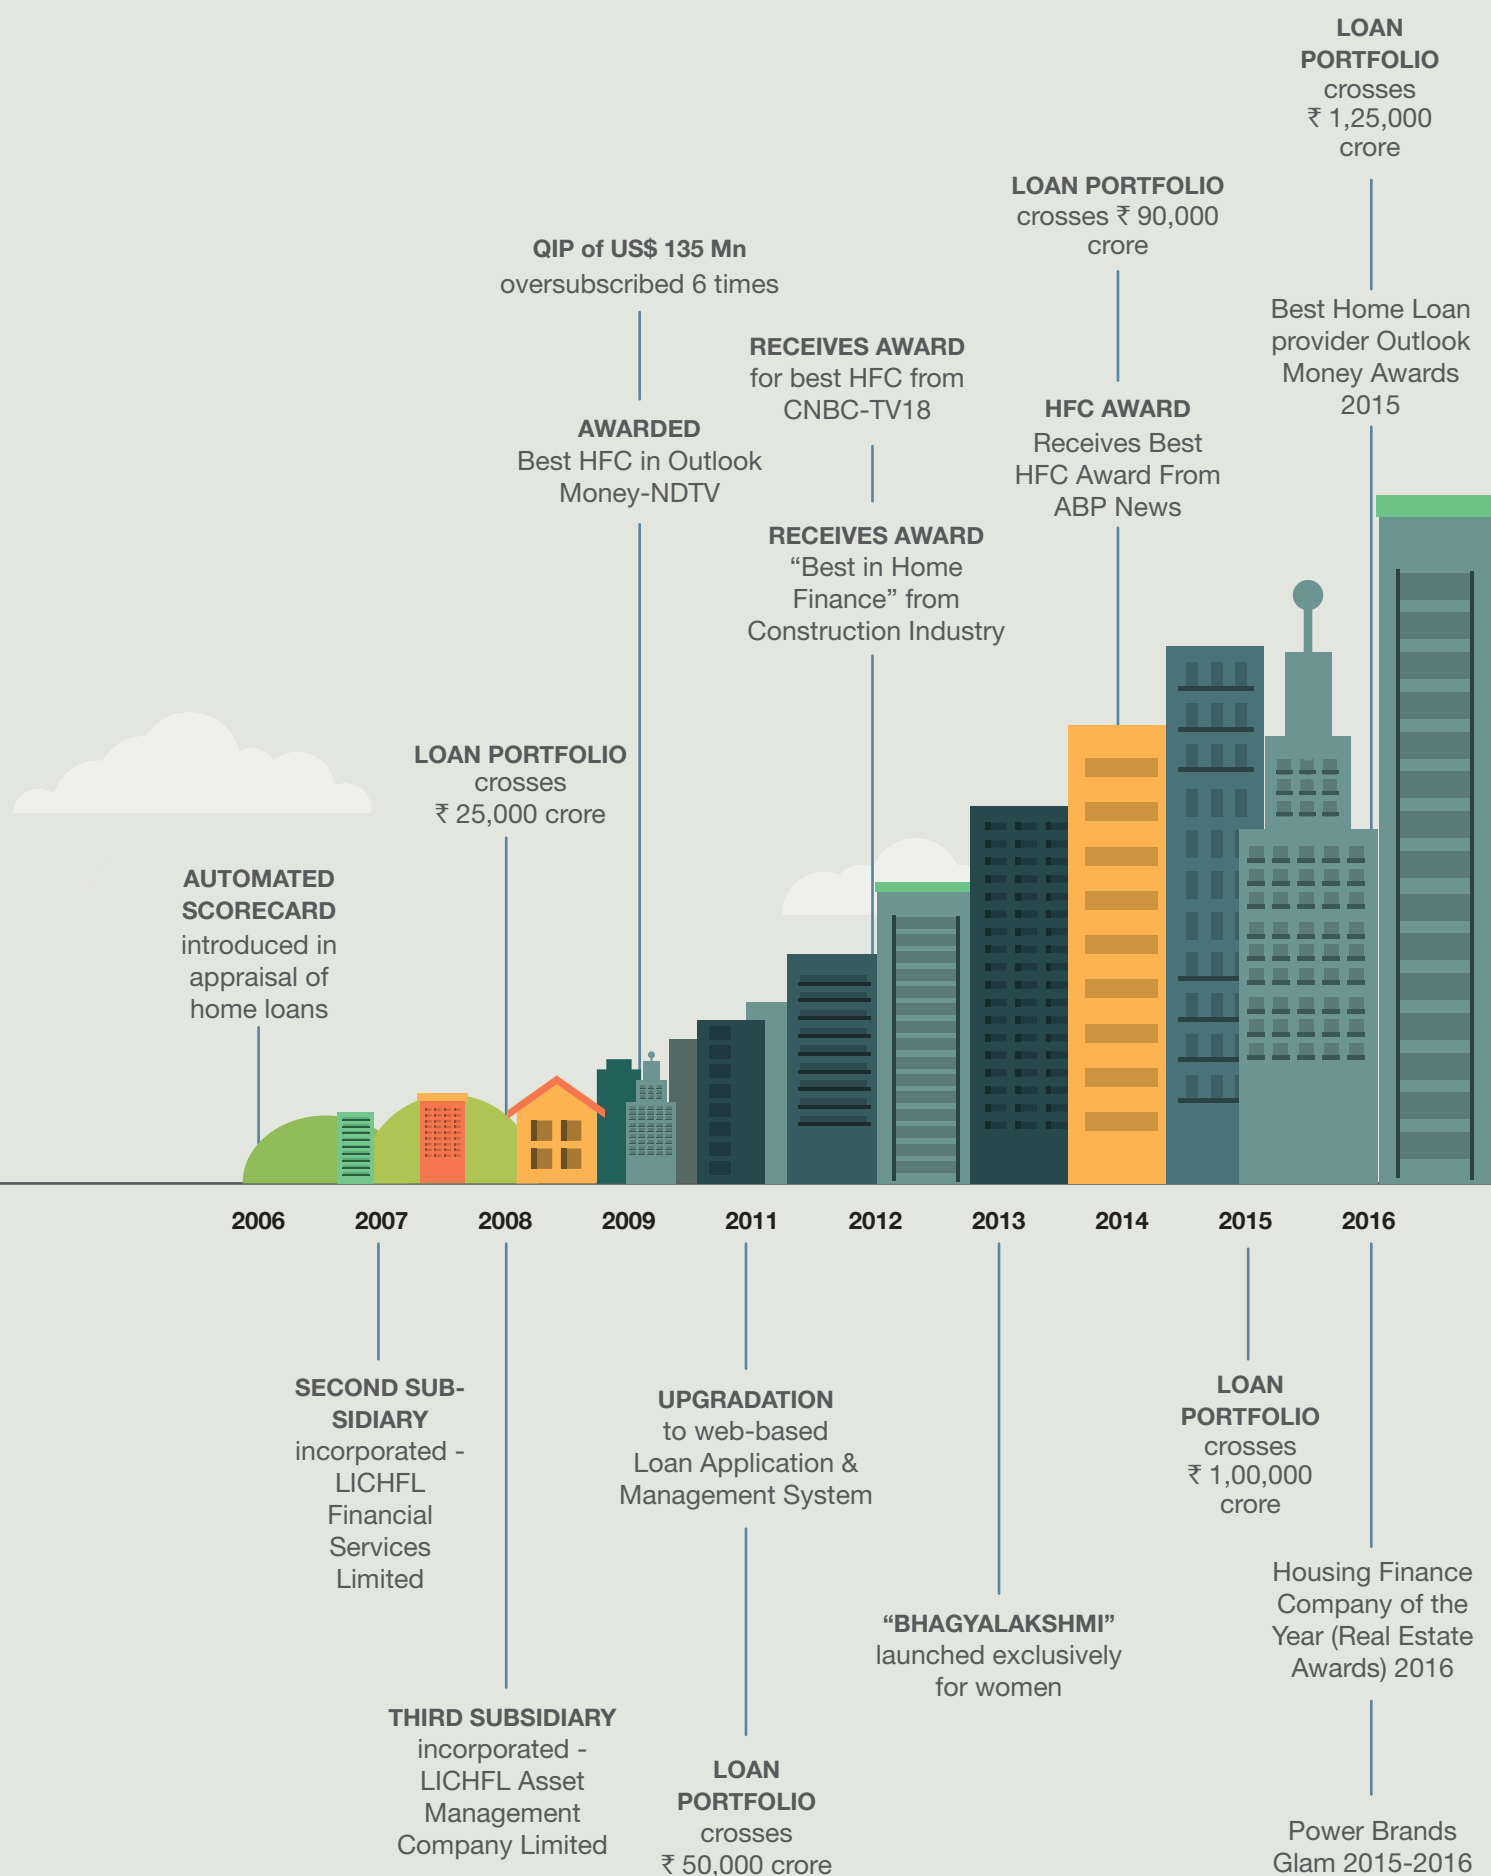 LOAN
PORTFOLIO
crosses
₹ 1,25,000
crore
Best Home Loan
provider Outlook
Money Awards
2015
LOAN PORTFOLIO
crosses ₹ 90,000
crore
HFC AWARD
Receives Best
HFC Award From
ABP News
QIP of US$ 135 Mn
oversubscribed 6 times
AWARDED
Best HFC in Outlook
Money-NDTV
RECEIVES AWARD
for best HFC from
CNBC-TV18
RECEIVES AWARD
“Best in Home
Finance” from
Construction Industry
LOAN PORTFOLIO
crosses
₹ 25,000 crore
AUTOMATED
SCORECARD
introduced in
appraisal of
home loans
2006 2007 2008 2009 2011 2012 2013 2014 2015 2016
SECOND SUB-
SIDIARY
incorporated -
LICHFL
Financial
Services
Limited
THIRD SUBSIDIARY
incorporated -
LICHFL Asset
Management
Company Limited
UPGRADATION
to web-based
Loan Application &
Management System
LOAN
PORTFOLIO
crosses
₹ 50,000 crore
“BHAGYALAKSHMI”
launched exclusively
for women
LOAN
PORTFOLIO
crosses
₹ 1,00,000
crore
Housing Finance
Company of the
Year (Real Estate
Awards) 2016
Power Brands
Glam 2015-2016